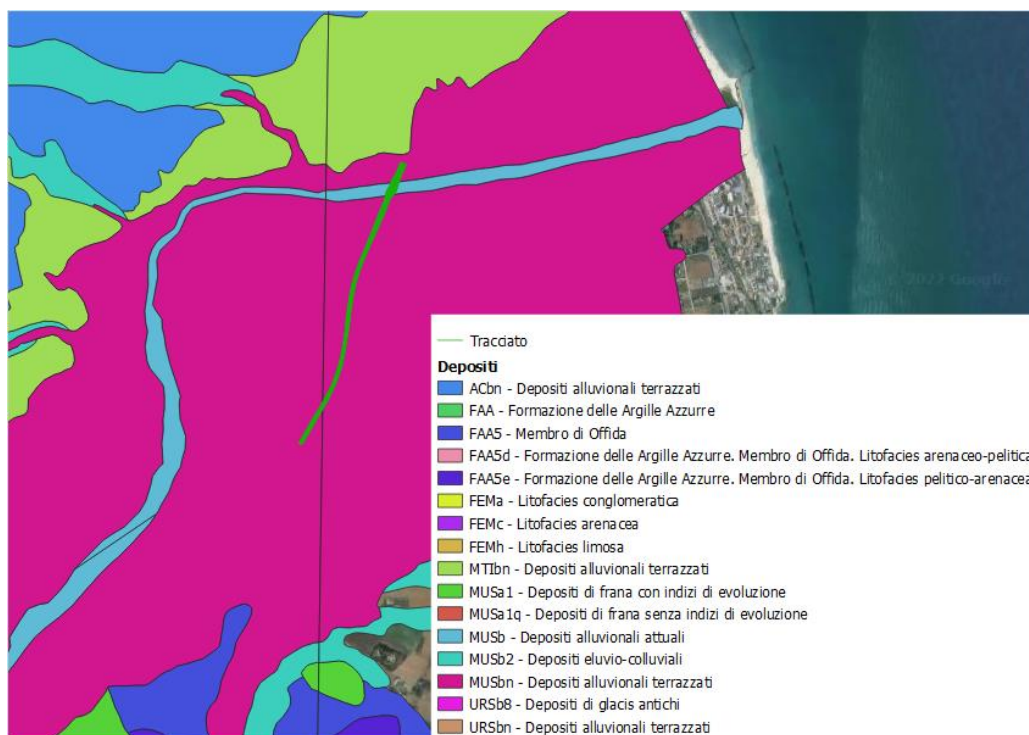 © 2022 Google
Tracciato
Depositi
ACbn - Depositi alluvionali terrazzati
FAA - Formazione delle Argille Azzurre
FAA5 - Membro di Offida
FAA5d - Formazione delle Argille Azzurre. Membro di Offida. Litofacies arenaceo-pelitica
FAA5e - Formazione delle Argille Azzurre. Membro di Offida. Litofacies pelitico-arenacea
FEMa - Litofacies conglomeratica
FEMc - Litofacies arenacea
FEMh - Litofacies limosa
MTIbn - Depositi alluvionali terrazzati
MUSa1 - Depositi di frana con indizi di evoluzione
MUSa1q - Depositi di frana senza indizi di evoluzione
MUSb - Depositi alluvionali attuali
MUSb2 - Depositi eluvio-colluviali
MUSbn - Depositi alluvionali terrazzati
URSb8 - Depositi di glacis antichi
URSbn - Depositi alluvionali terrazzati